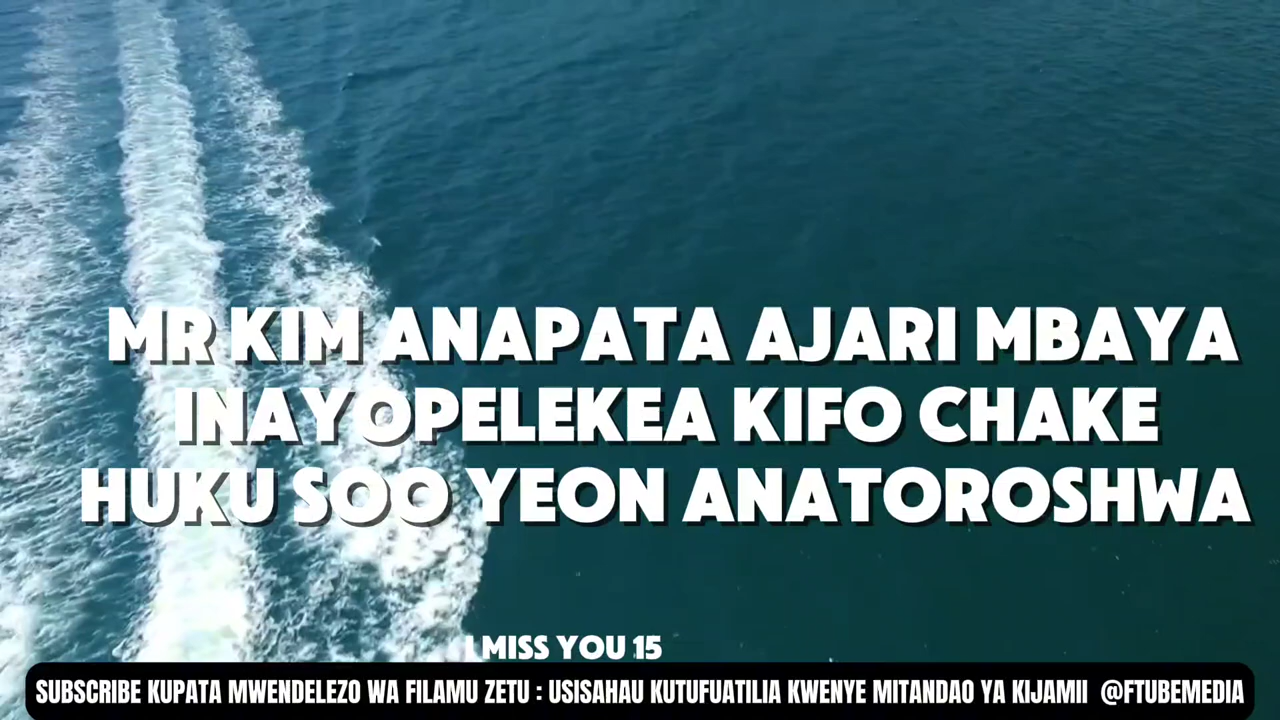 MR KIM ANAPATA AJARI MBAYA
INAYOPELEKEA KIFO CHAKE
HUKU SOO YEON ANATOROSHWA
I MISS YOU 15
SUBSCRIBE KUPATA MWENDELEZO WA FILAMU ZETU : USISAHAU KUTUFUATILIA KWENYE MITANDAO YA KIJAMII @FTUBEMEDIA